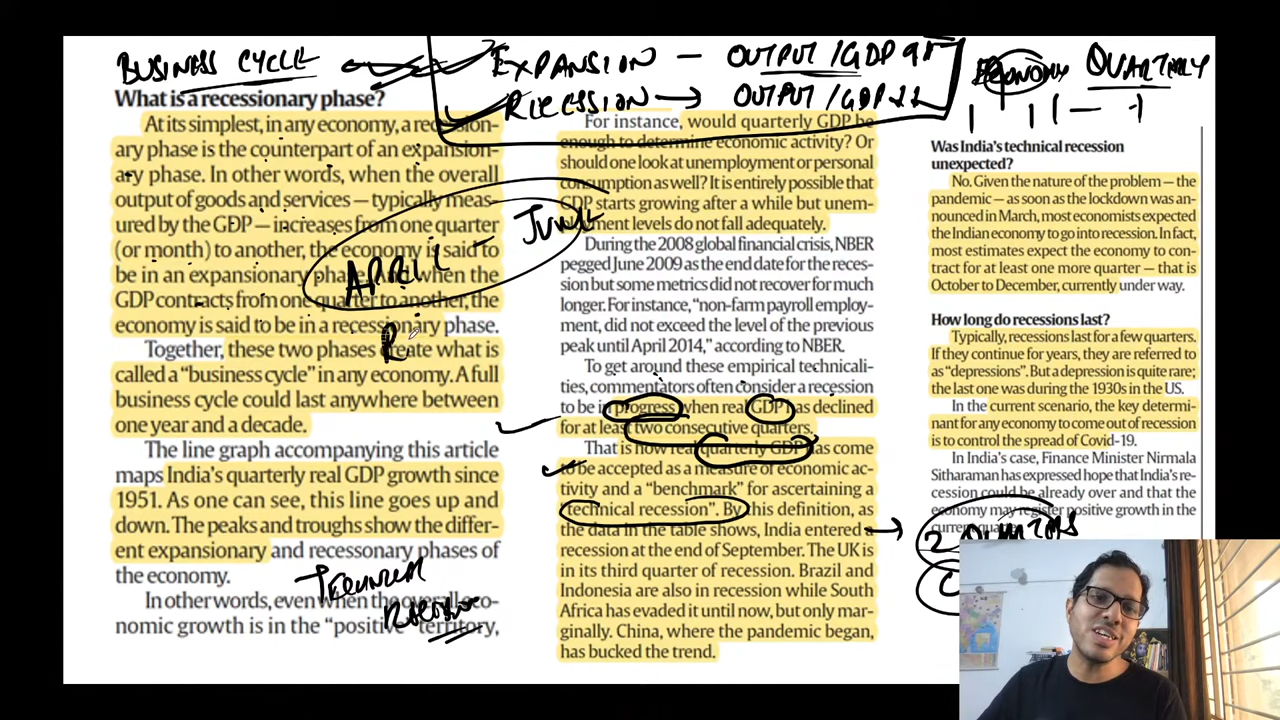 BUSINESS CYCLE
EXPANSION – OUTPUT/GDP
RECESSION → OUTPUT/GDP
ECONOMY QUARTERLY
What is a recessionary phase?
At its simplest, in any economy, a recession-
ary phase is the counterpart of an expansion-
ary phase. In other words, when the overall
output of goods and services — typically meas-
ured by the GDP — increases from one quarter
(or month) to another, the economy is said to
be in an expansionary phase. And when the
GDP contracts from one quarter to another, the
economy is said to be in a recessionary phase.
Together, these two phases create what is
called a “business cycle” in any economy. A full
business cycle could last anywhere between
one year and a decade.
The line graph accompanying this article
maps India’s quarterly real GDP growth since
1951. As one can see, this line goes up and
down. The peaks and troughs show the differ-
ent expansionary and recessonary phases of
the economy.
In other words, even when the overall eco-
nomic growth is in the “positive” territory,
APRIL – JUNE
R
TECHNICAL
RECESSION
For instance, would quarterly GDP be
enough to determine economic activity? Or
should one look at unemployment or personal
consumption as well? It is entirely possible that
GDP starts growing after a while but unem-
ployment levels do not fall adequately.
During the 2008 global financial crisis, NBER
pegged June 2009 as the end date for the reces-
sion but some metrics did not recover for much
longer. For instance, “non-farm payroll employ-
ment, did not exceed the level of the previous
peak until April 2014,” according to NBER.
To get around these empirical technicali-
ties, commentators often consider a recession
to be in progress when real GDP has declined
for at least two consecutive quarters.
That is how real quarterly GDP has come
to be accepted as a measure of economic ac-
tivity and a “benchmark” for ascertaining a
“technical recession”. By this definition, as
the data in the table shows, India entered
recession at the end of September. The UK is
in its third quarter of recession. Brazil and
Indonesia are also in recession while South
Africa has evaded it until now, but only mar-
ginally. China, where the pandemic began,
has bucked the trend.
Was India’s technical recession
unexpected?
No. Given the nature of the problem — the
pandemic — as soon as the lockdown was an-
nounced in March, most economists expected
the Indian economy to go into recession. In fact,
most estimates expect the economy to con-
tract for at least one more quarter — that is
October to December, currently under way.
How long do recessions last?
Typically, recessions last for a few quarters.
If they continue for years, they are referred to
as “depressions”. But a depression is quite rare;
the last one was during the 1930s in the US.
In the current scenario, the key determi-
nant for any economy to come out of recession
is to control the spread of Covid-19.
In India’s case, Finance Minister Nirmala
Sitharaman has expressed hope that India’s re-
cession could be already over and that the
economy may register positive growth in the
current
2 QUARTERS
C